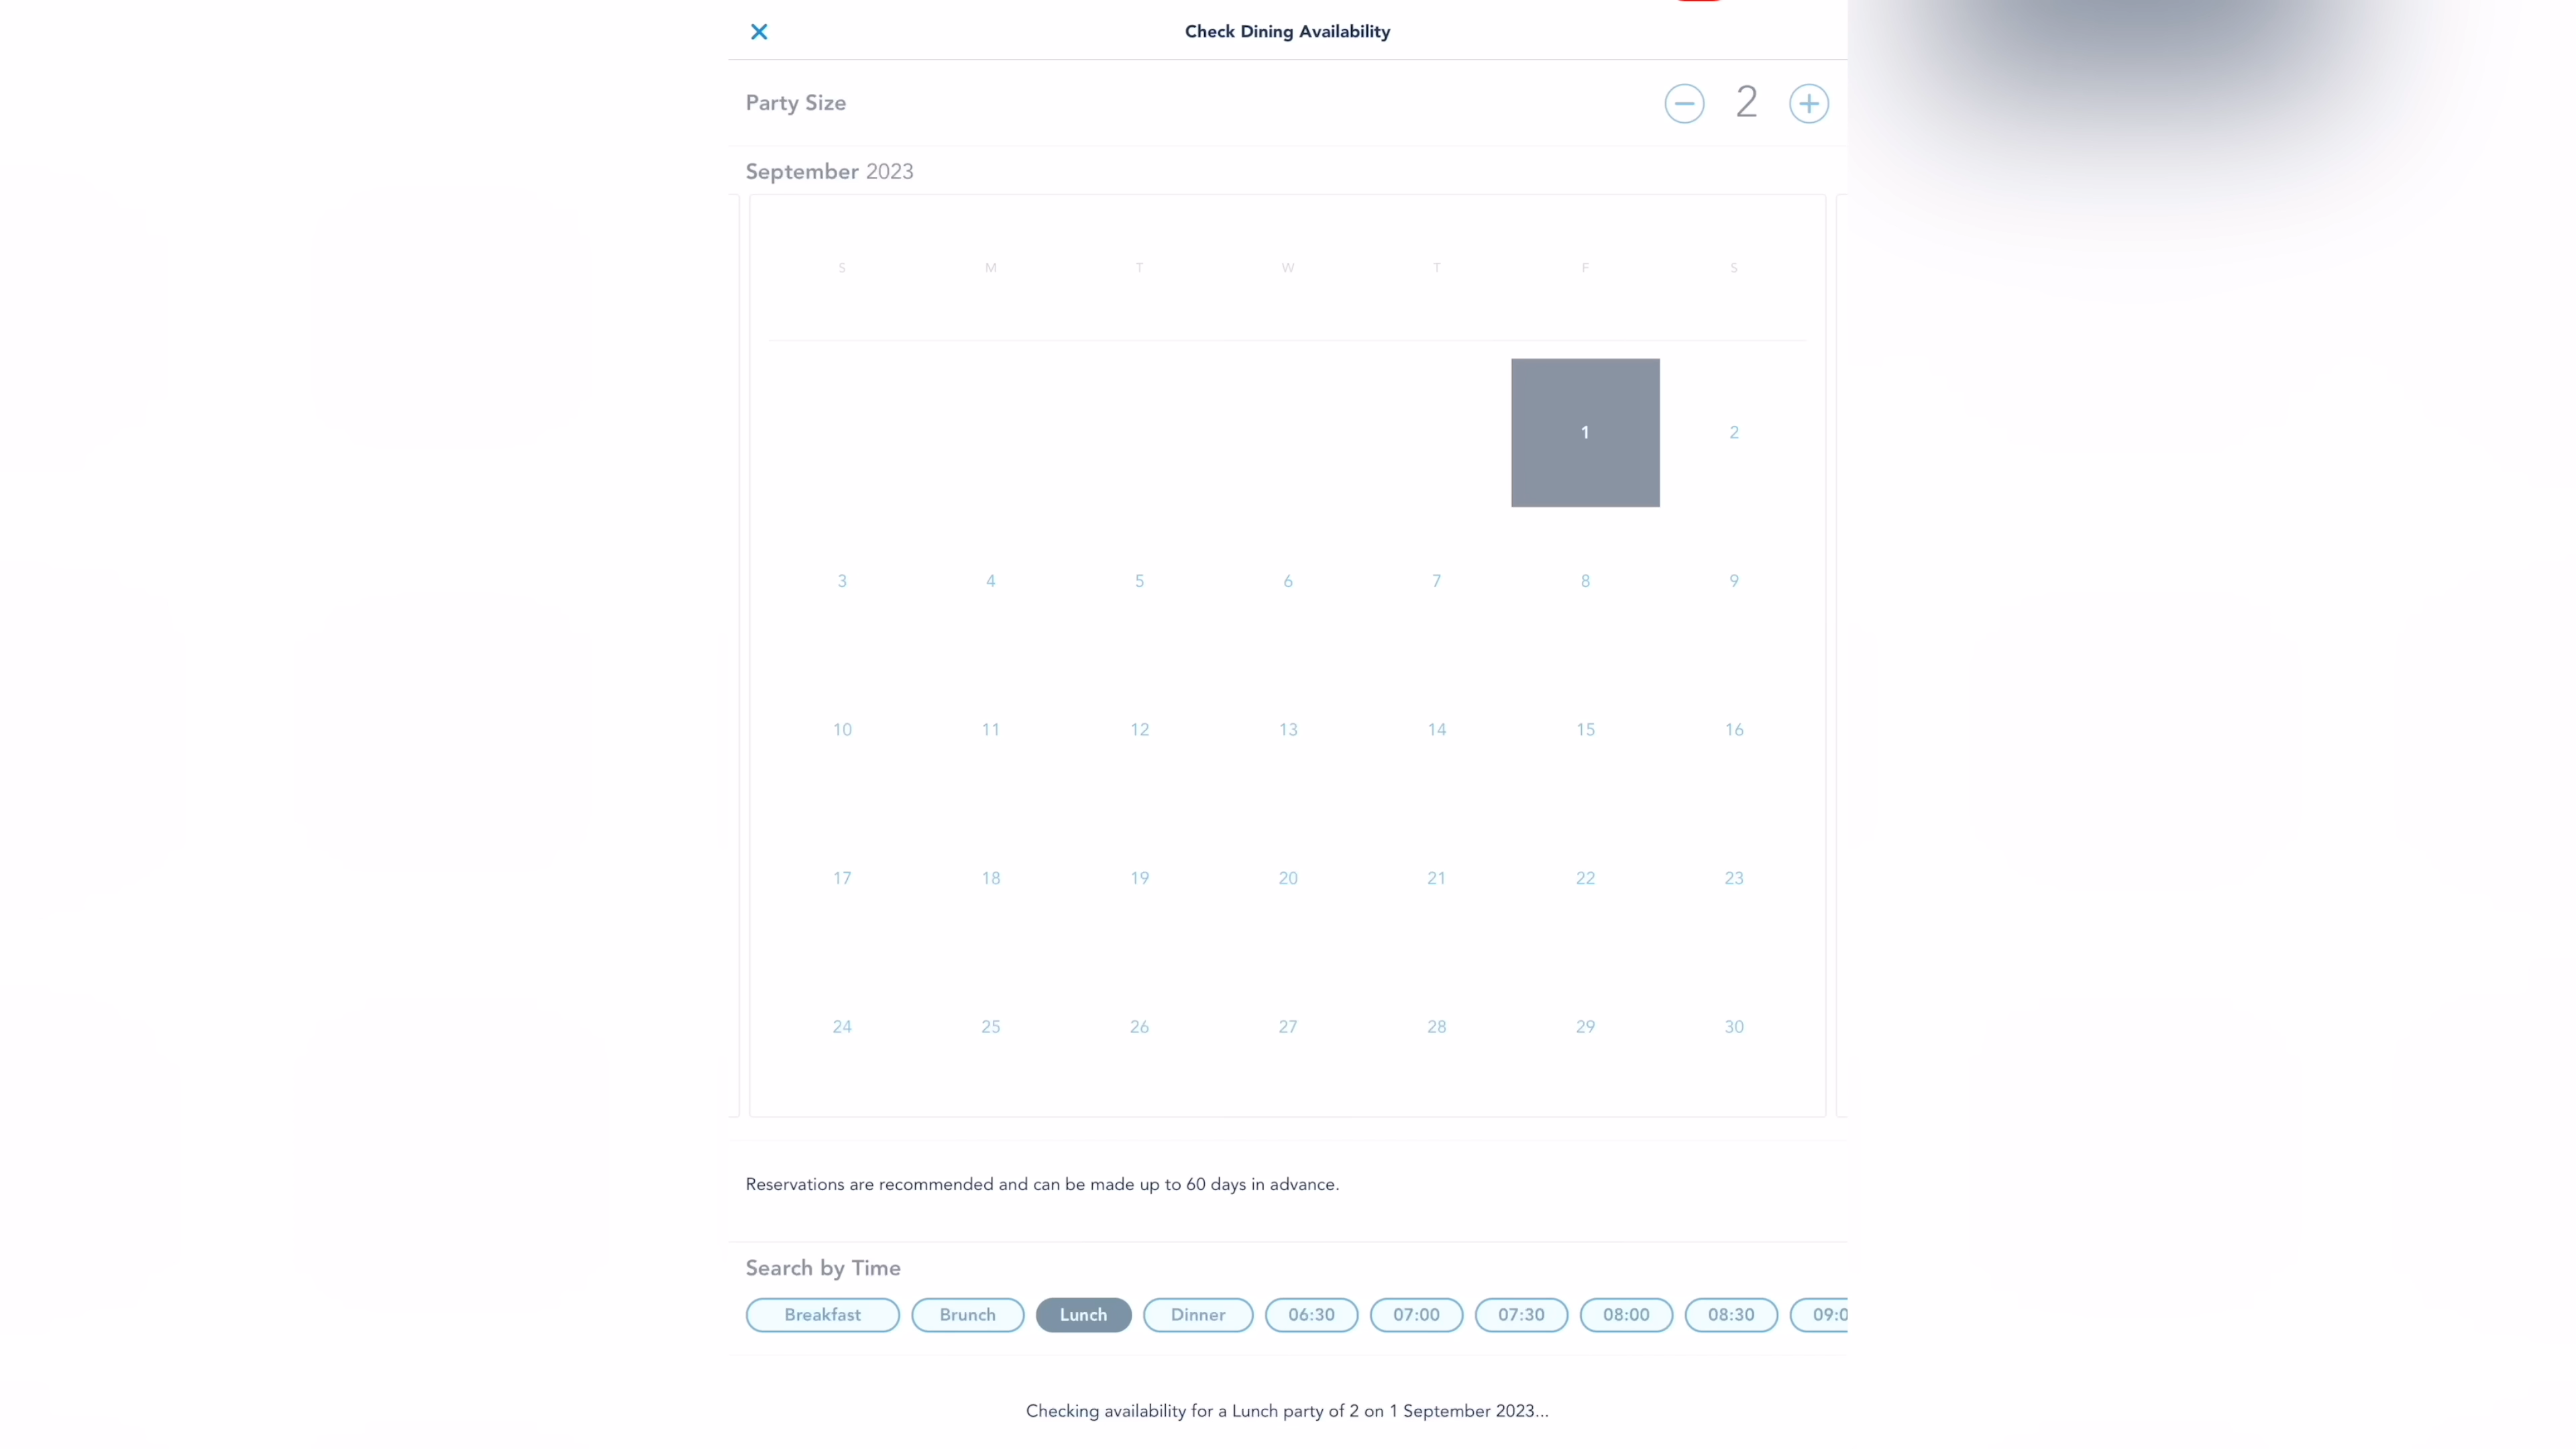 Check Dining Availability
Party Size
2
September 2023
S M T W T F S
1 2
3 4 5 6 7 8 9
10 11 12 13 14 15 16
17 18 19 20 21 22 23
24 25 26 27 28 29 30
Reservations are recommended and can be made up to 60 days in advance.
Search by Time
Breakfast Brunch Lunch Dinner 06:30 07:00 07:30 08:00 08:30 09:0
Checking availability for a Lunch party of 2 on 1 September 2023...